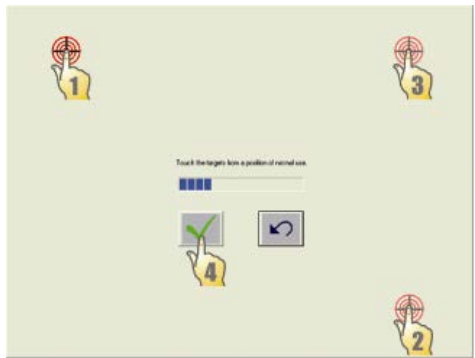 1
3
Touch the targets from a position of normal use.
4
2